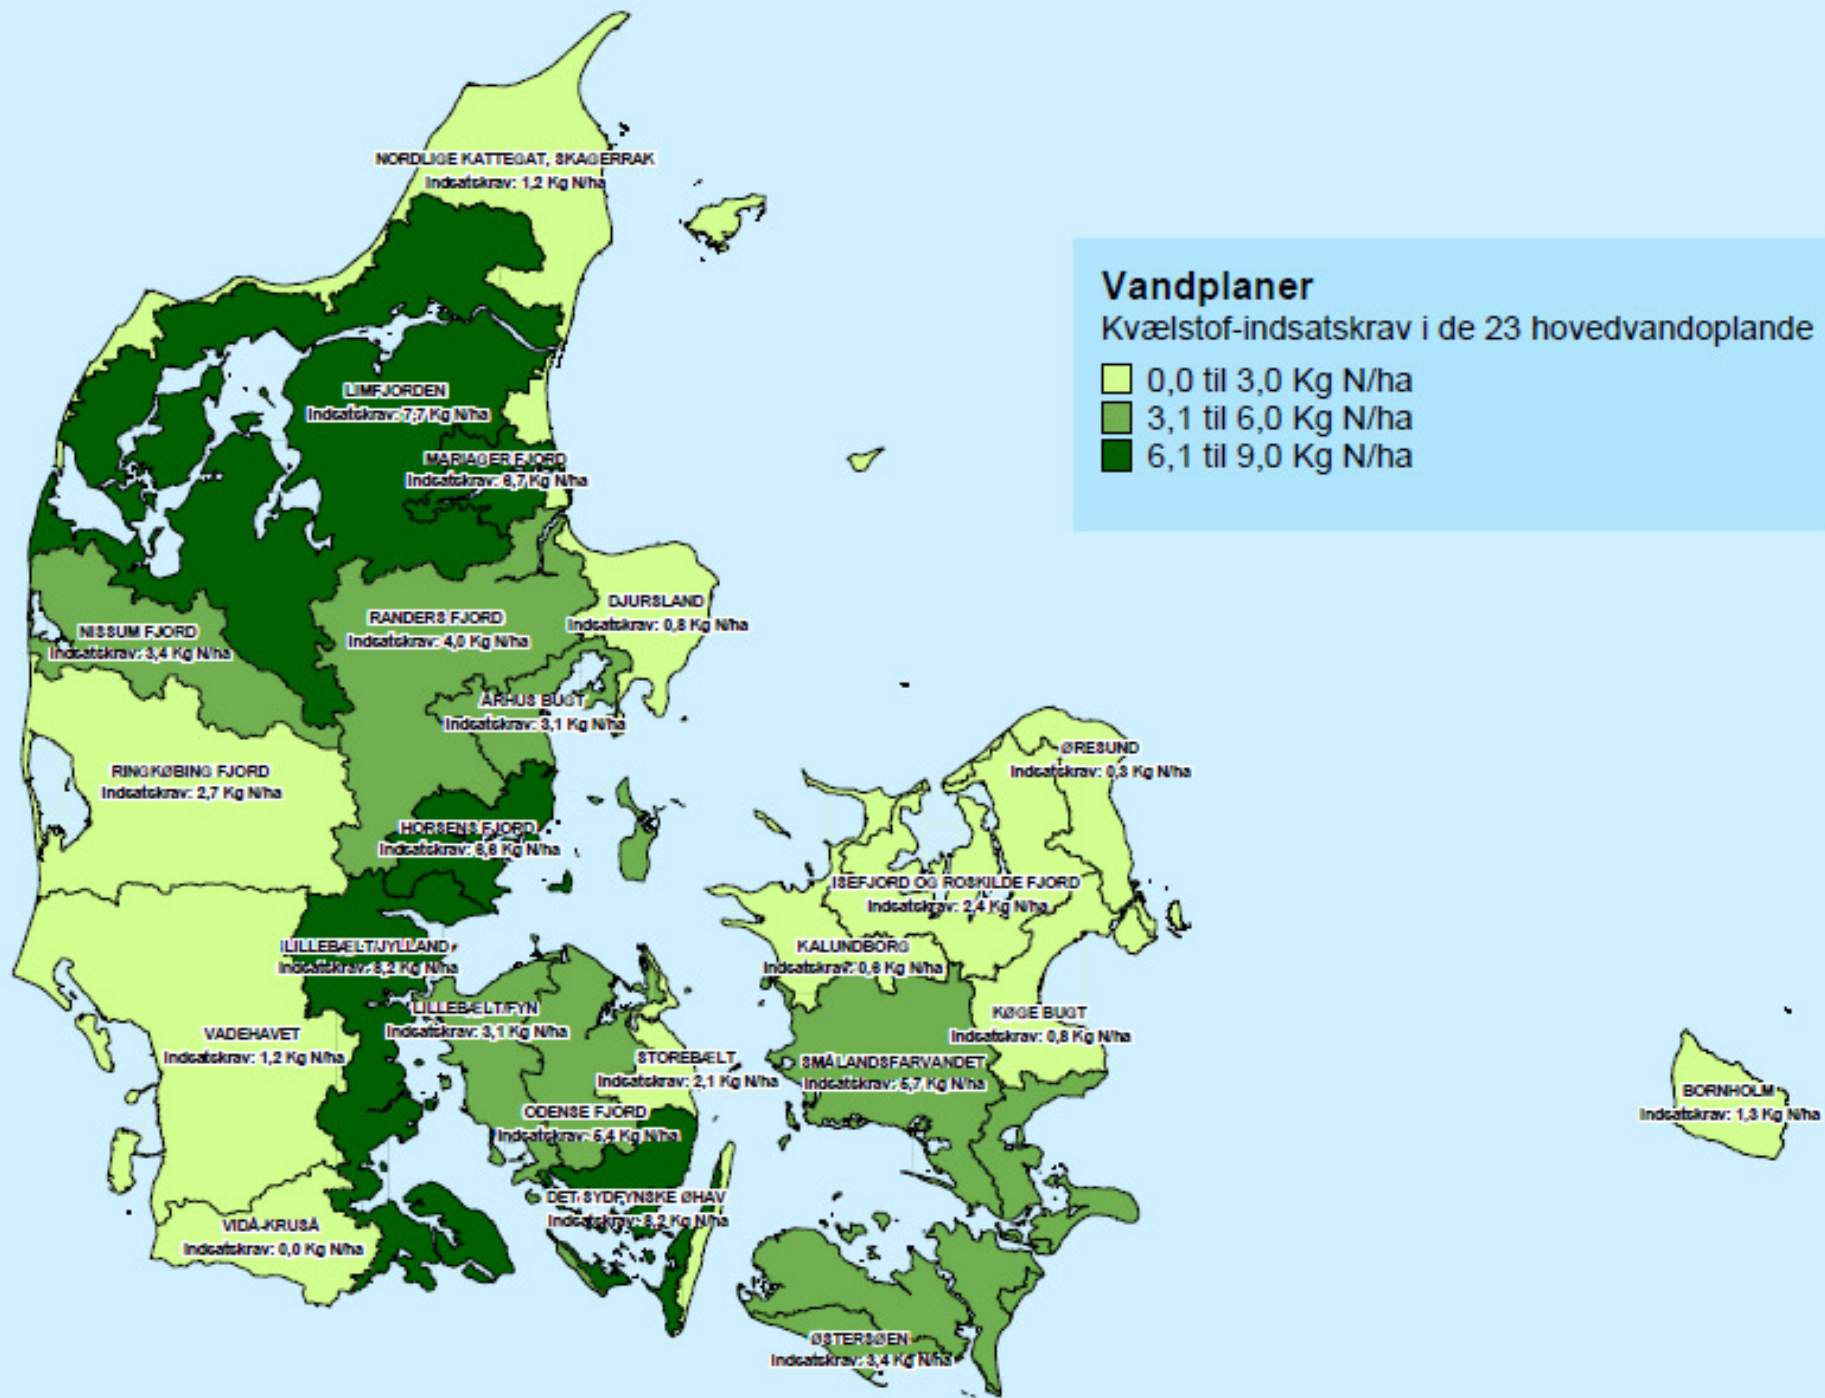 NORDLIGE KATTEGAT, SKAGERRAK
Indsatskrav: 1,2 Kg N/ha
Vandplaner
Kvælstof-indsatskrav i de 23 hovedvandoplande
0,0 til 3,0 Kg N/ha
3,1 til 6,0 Kg N/ha
6,1 til 9,0 Kg N/ha
LIMFJORDEN
Indsatskrav: 7,7 Kg N/ha
MARIAGER FJORD
Indsatskrav: 6,7 Kg N/ha
DJURSLAND
Indsatskrav: 0,8 Kg N/ha
RANDERS FJORD
Indsatskrav: 4,0 Kg N/ha
NISSUM FJORD
Indsatskrav: 3,4 Kg N/ha
ÅRHUS BUGT
Indsatskrav: 3,1 Kg N/ha
RINGKØBING FJORD
Indsatskrav: 2,7 Kg N/ha
ØRESUND
Indsatskrav: 0,3 Kg N/ha
HORSENS FJORD
Indsatskrav: 6,6 Kg N/ha
ISEFJORD OG ROSKILDE FJORD
Indsatskrav: 2,4 Kg N/ha
LILLEBÆLT/JYLLAND
Indsatskrav: 8,2 Kg N/ha
KALUNDBORG
Indsatskrav: 0,6 Kg N/ha
LILLEBÆLT/FYN
Indsatskrav: 3,1 Kg N/ha
KØGE BUGT
Indsatskrav: 0,8 Kg N/ha
VADEHAVET
Indsatskrav: 1,2 Kg N/ha
STOREBÆLT
Indsatskrav: 2,1 Kg N/ha
SMÅLANDSFARVANDET
Indsatskrav: 5,7 Kg N/ha
BORNHOLM
Indsatskrav: 1,3 Kg N/ha
ODENSE FJORD
Indsatskrav: 5,4 Kg N/ha
DET SYDFYNSKE ØHAV
Indsatskrav: 8,2 Kg N/ha
VIDÅ-KRUSÅ
Indsatskrav: 0,0 Kg N/ha
ØSTERSØEN
Indsatskrav: 3,4 Kg N/ha